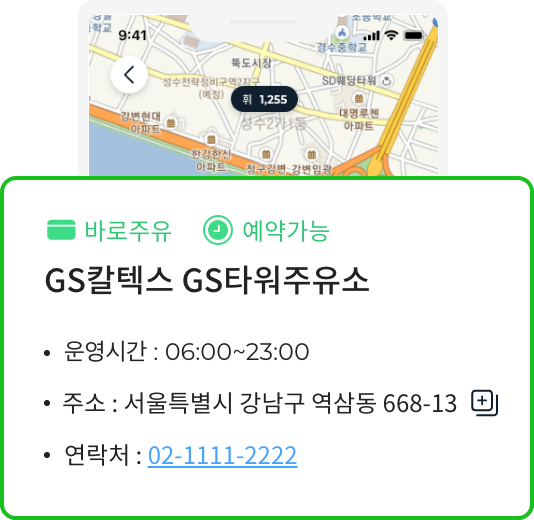 초등학교
9:41
경수중학교
뚝도시장
성수전략정비구역2지구
(예정)
SD웨딩타워
휘 1,255
강변현대
아파트
성수2가1동
대명루첸
아파트
한강한신
아파트
청구강변
강변임광
바로주유
예약가능
GS칼텍스 GS타워주유소
• 운영시간 : 06:00~23:00
• 주소 : 서울특별시 강남구 역삼동 668-13
• 연락처 : 02-1111-2222